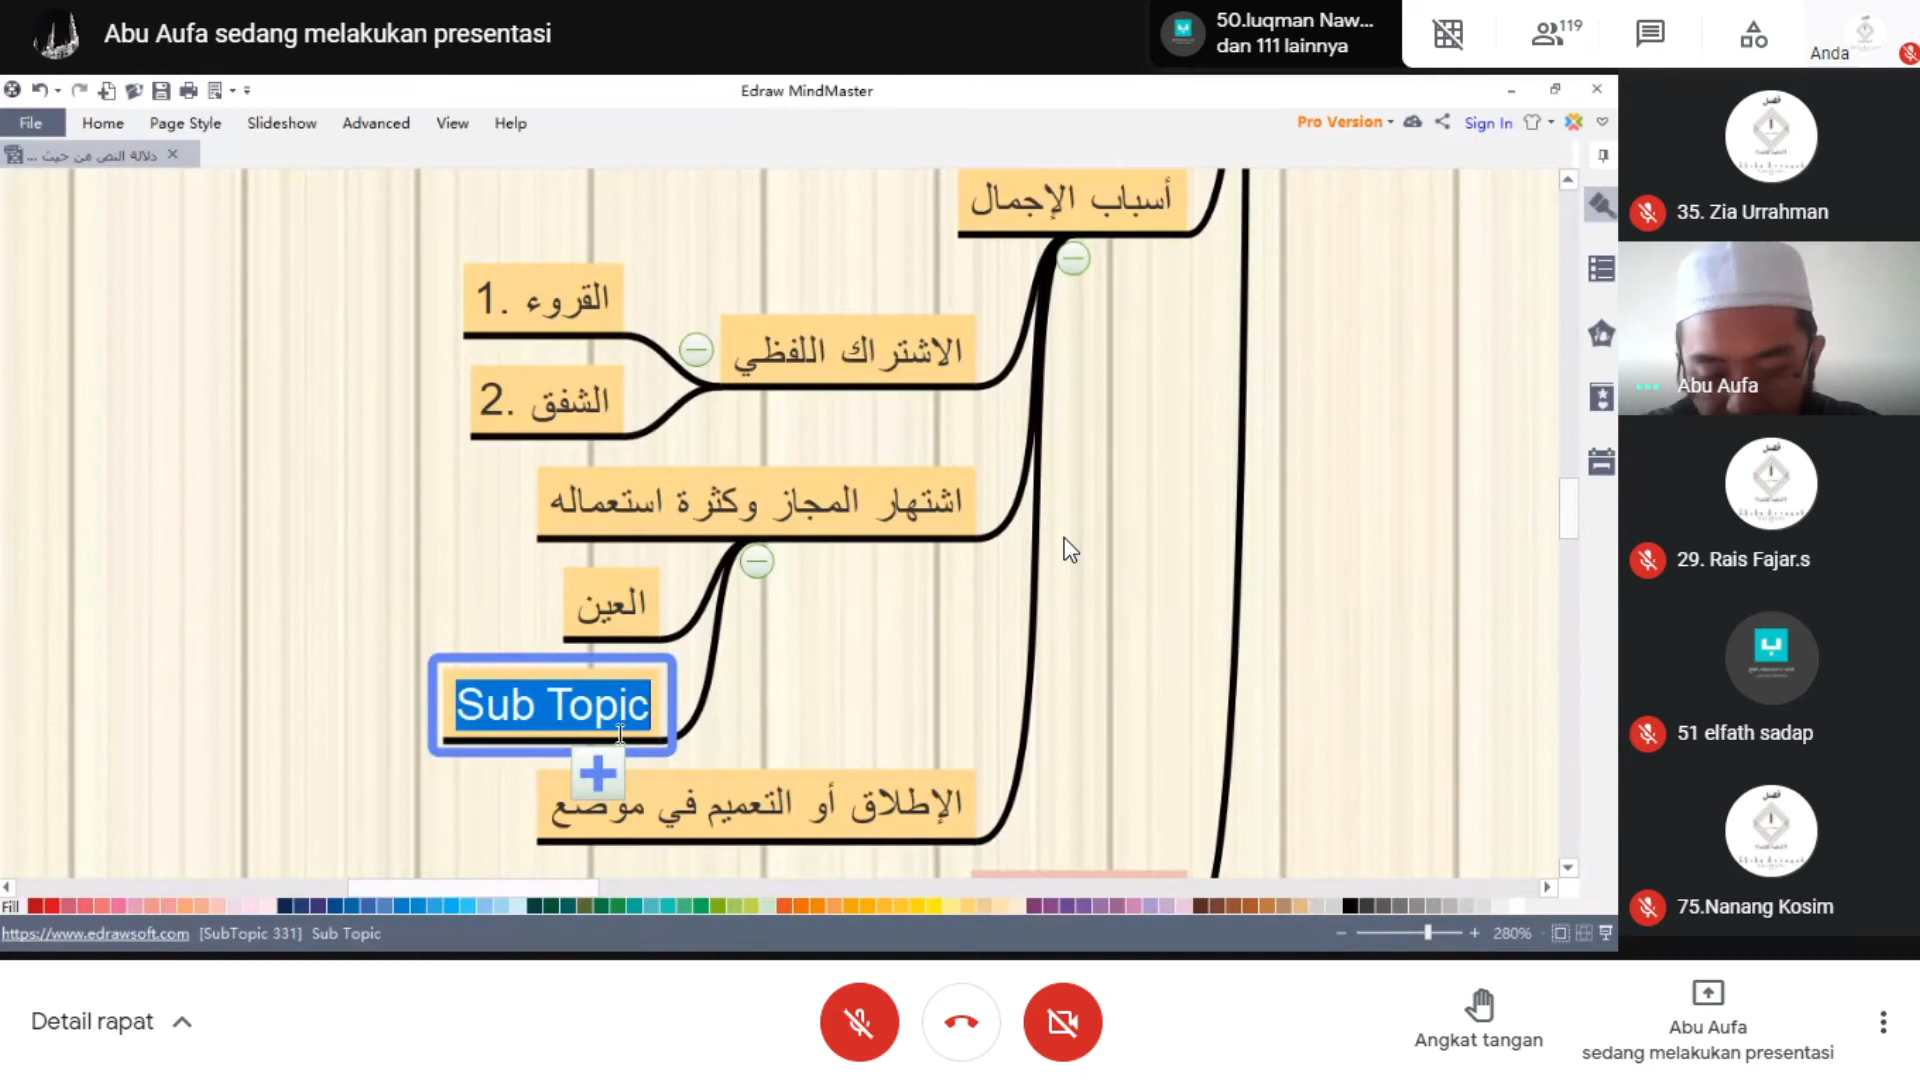 Abu Aufa sedang melakukan presentasi
50.luqman Naw...
dan 111 lainnya
119
Anda
Edraw MindMaster
File
Home
Page Style
Slideshow
Advanced
View
Help
Pro Version
Sign In
دلالة النص من حيث ...
أسباب الإجمال
1. القروء
الاشتراك اللفظي
2. الشفق
اشتهار المجاز وكثرة استعماله
العين
Sub Topic
الإطلاق أو التعميم في موضع
Fill
https://www.edrawsoft.com [SubTopic 331] Sub Topic
280%
35. Zia Urrahman
Abu Aufa
29. Rais Fajar.s
51 elfath sadap
75.Nanang Kosim
Detail rapat
Angkat tangan
Abu Aufa
sedang melakukan presentasi